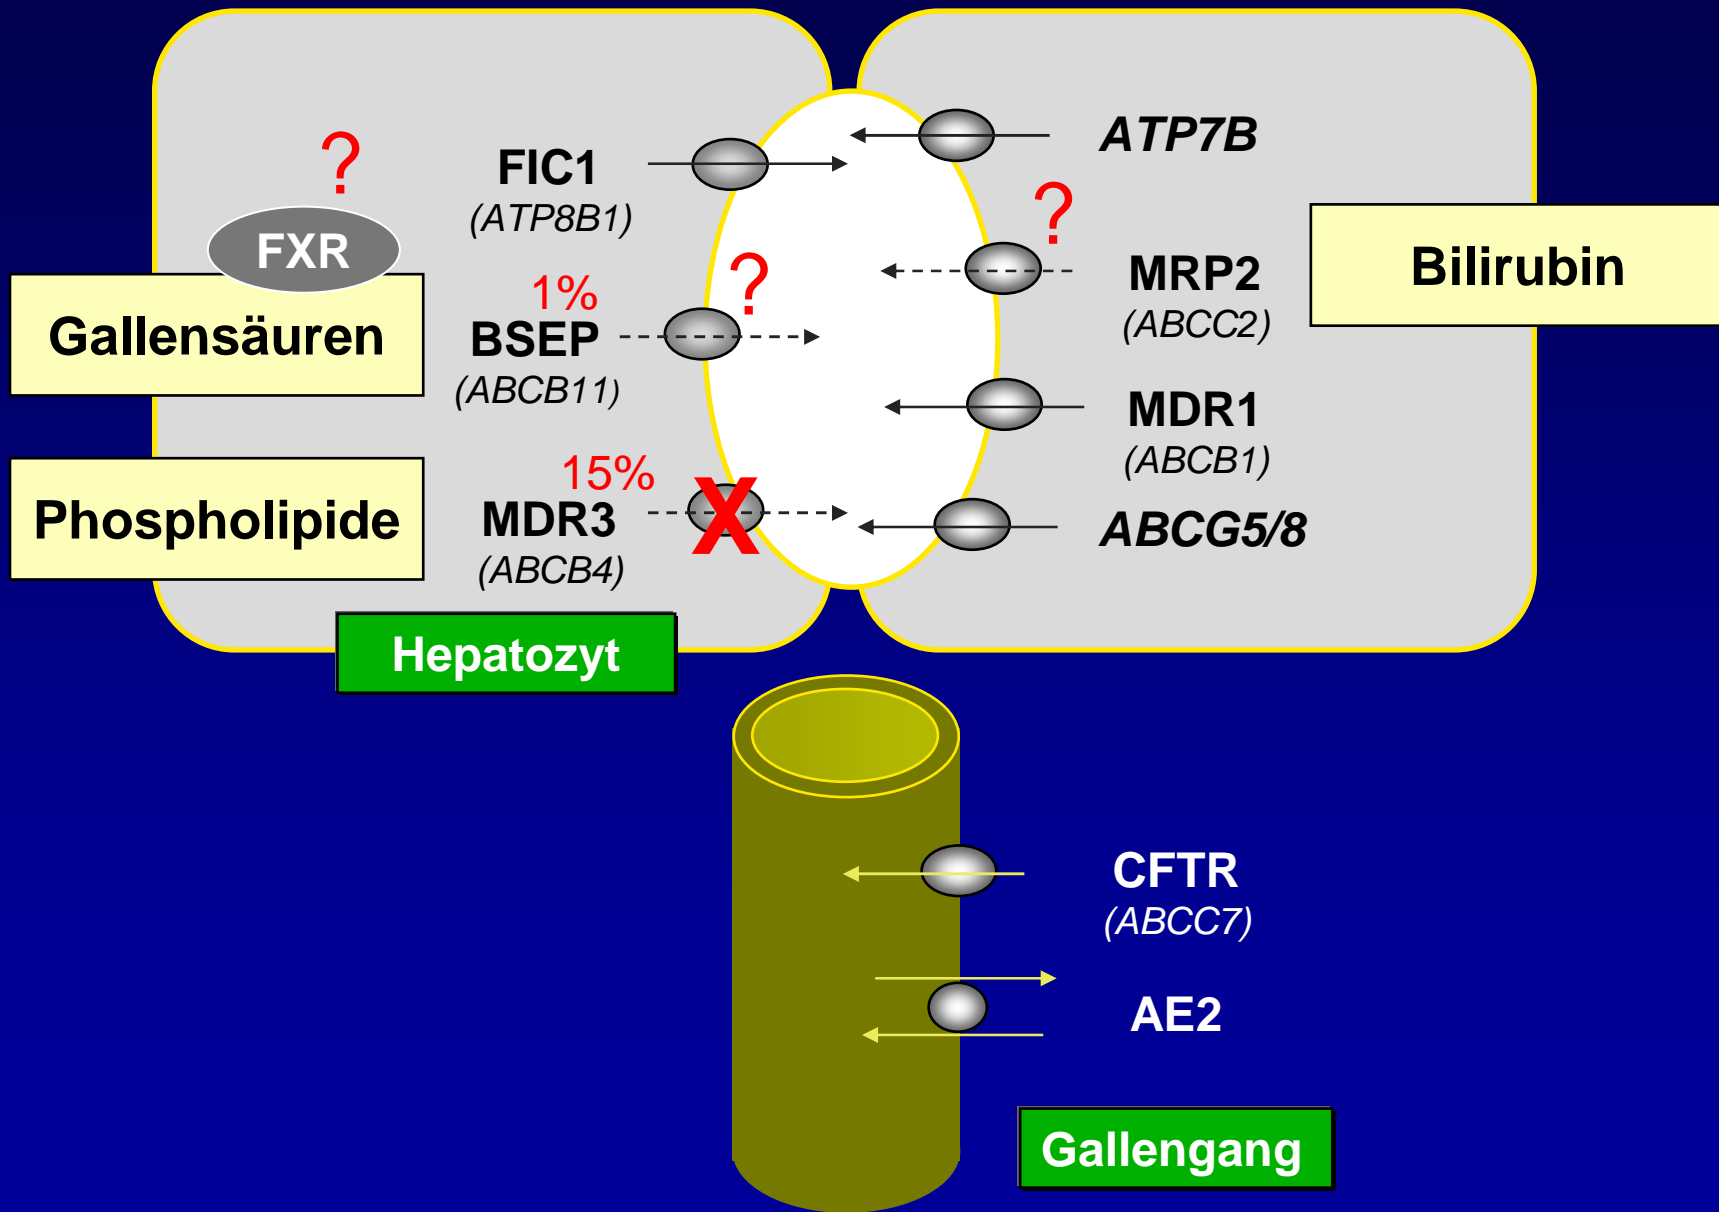 ?
FXR
Gallensäuren
Phospholipide
FIC1
(ATP8B1)
1%
?
BSEP
(ABCB11)
15%
MDR3
X
(ABCB4)
Hepatozyt
ATP7B
?
MRP2
(ABCC2)
Bilirubin
MDR1
(ABCB1)
ABCG5/8
CFTR
(ABCC7)
AE2
Gallengang